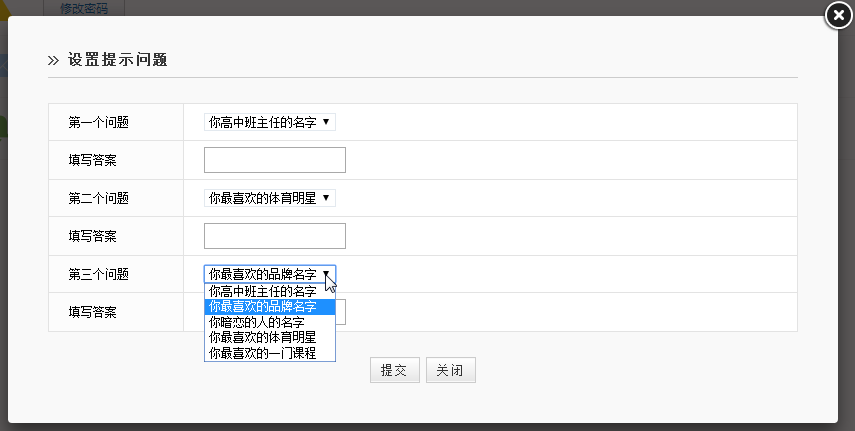 修改密码
设置提示问题
第一个问题 你高中班主任的名字
填写答案
第二个问题 你最喜欢的体育明星
填写答案
第三个问题 你最喜欢的品牌名字
你高中班主任的名字
你最喜欢的品牌名字
填写答案
你暗恋的人的名字
你最喜欢的体育明星
你最喜欢的一门课程
提交 关闭